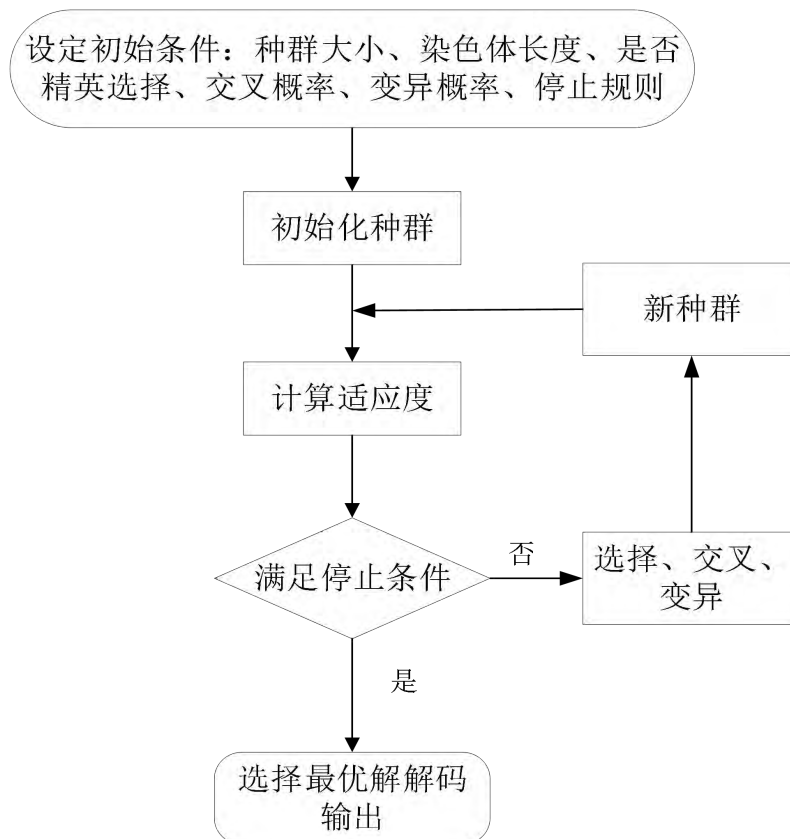 设定初始条件：种群大小、染色体长度、是否
精英选择、交叉概率、变异概率、停止规则
初始化种群
新种群
计算适应度
满足停止条件
否
选择、交叉、
变异
是
选择最优解解码
输出